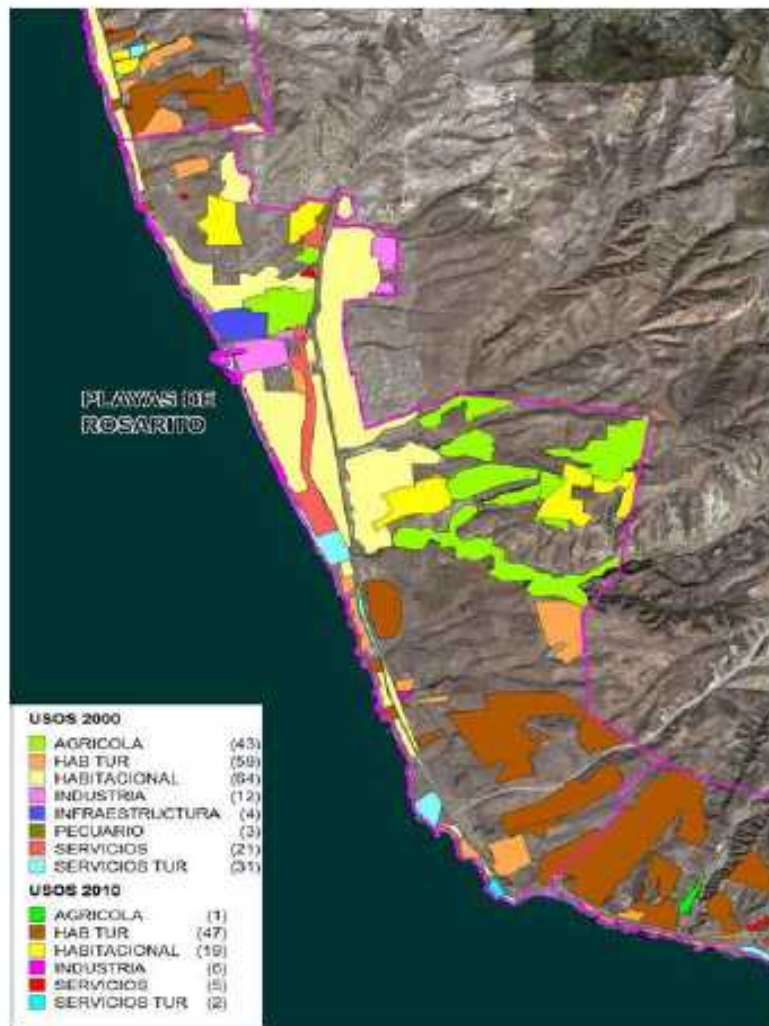 PLAYAS DE
ROSARITO
USOS 2000
AGRICOLA (43)
HAB TUR (59)
HABITACIONAL (64)
INDUSTRIA (12)
INFRAESTRUCTURA (4)
PECUARIO (3)
SERVICIOS (21)
SERVICIOS TUR (31)
USOS 2010
AGRICOLA (1)
HAB TUR (47)
HABITACIONAL (19)
INDUSTRIA (6)
SERVICIOS (5)
SERVICIOS TUR (2)